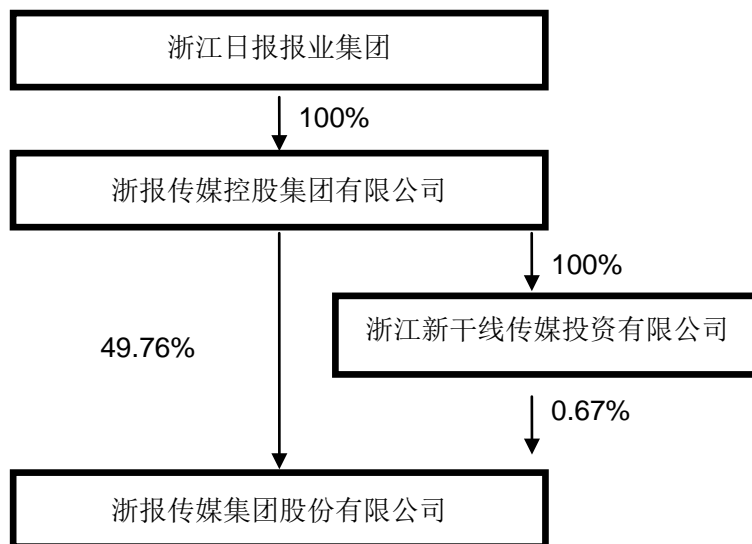 浙江日报报业集团
100%
浙报传媒控股集团有限公司
100%
浙江新干线传媒投资有限公司
49.76%
0.67%
浙报传媒集团股份有限公司